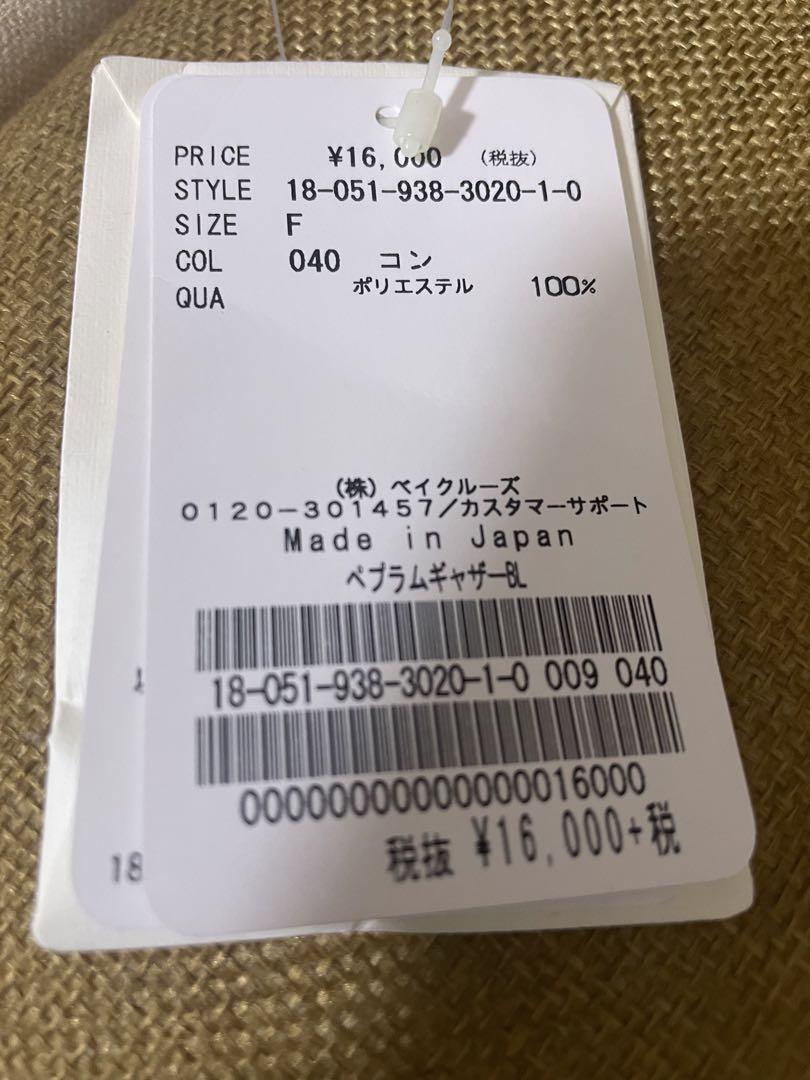 PRICE ¥16,000 (税抜)
STYLE 18-051-938-3020-1-0
SIZE F
COL 040 コン
QUA ポリエステル 100%
(株)ベイクルーズ
0120-301457/カスタマーサポート
Made in Japan
ペプラムギャザーBL
18-051-938-3020-1-0 009 040
00000000000000016000
税抜 ¥16,000+税
18